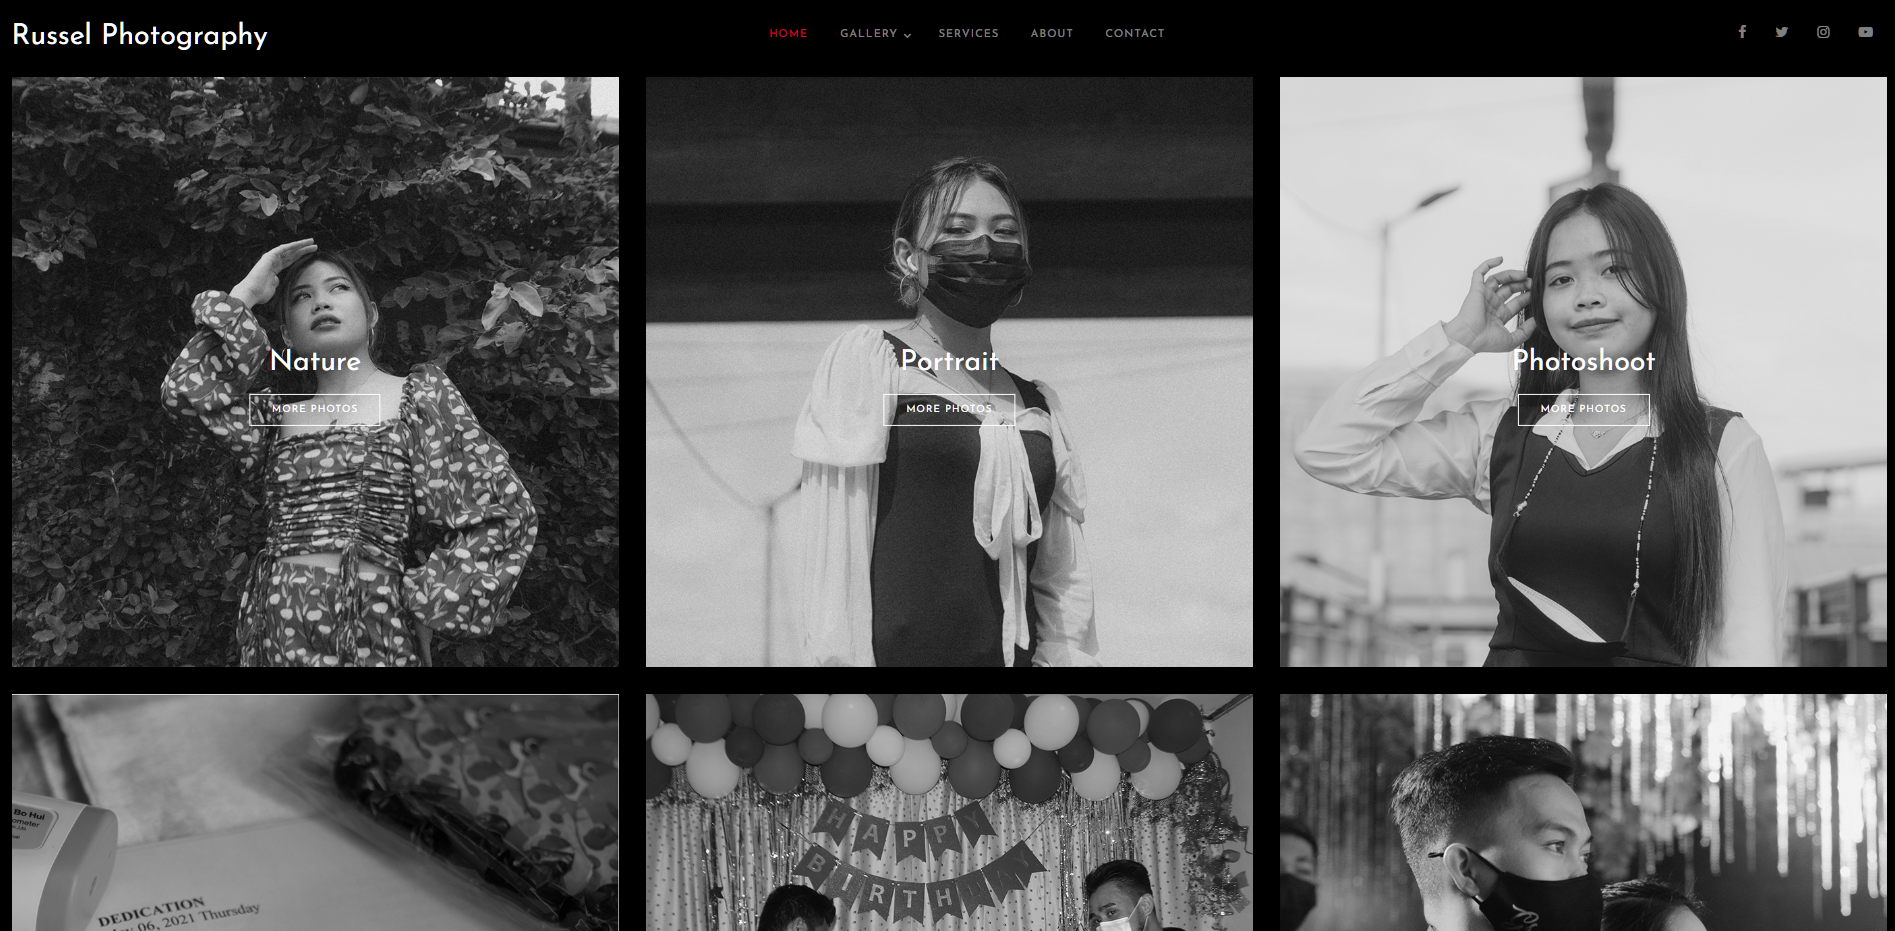 Russel Photography
HOME GALLERY SERVICES ABOUT CONTACT
Nature
MORE PHOTOS
Portrait
MORE PHOTOS
Photoshoot
MORE PHOTOS
Bo Hui
ometer
DEDICATION
06, 2021 Thursday
HAPPY
BIRTHDAY